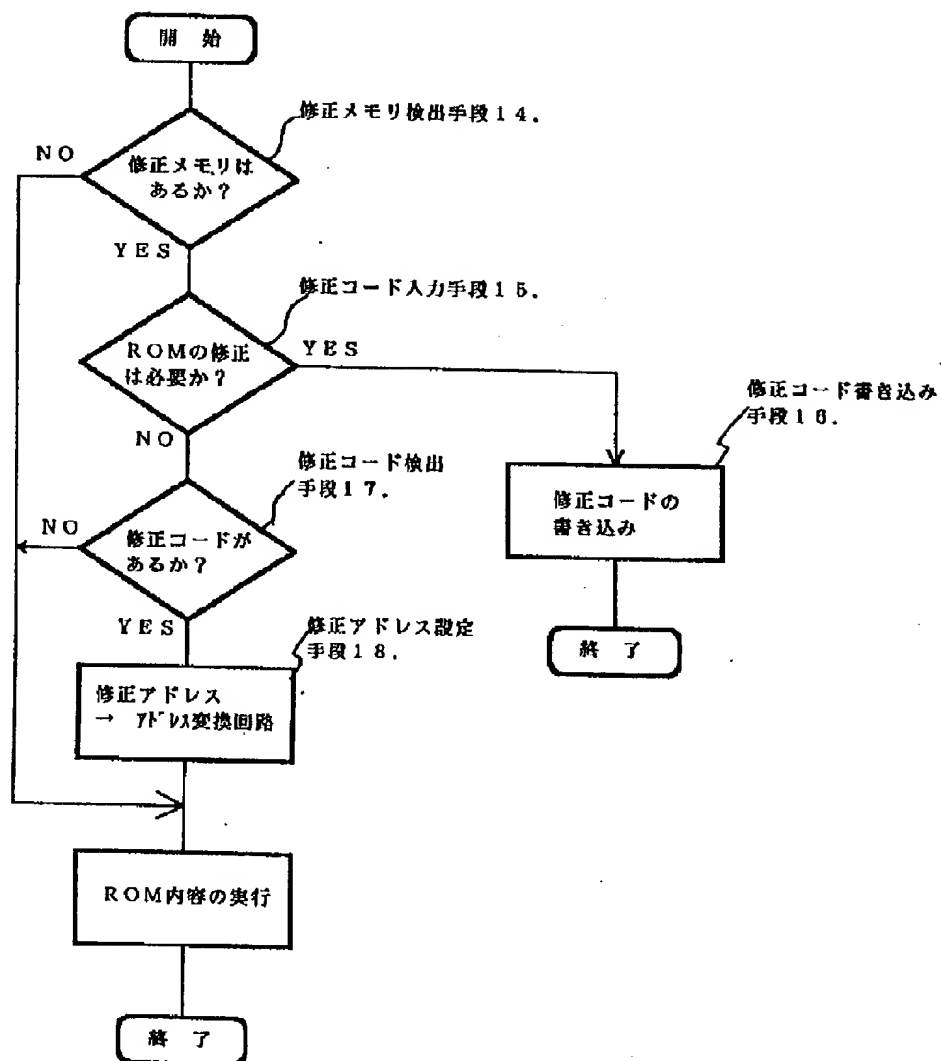 開 始
修正メモリ検出手段14.
NO
修正メモリは
あるか?
YES
修正コード入力手段15.
ROMの修正
は必要か?
YES
修正コード書き込み
手段16.
NO
修正コード検出
手段17.
修正コードの
書き込み
NO
修正コードが
あるか?
YES
修正アドレス設定
手段18.
終 了
修正アドレス
→ アドレス変換回路
ROM内容の実行
終 了